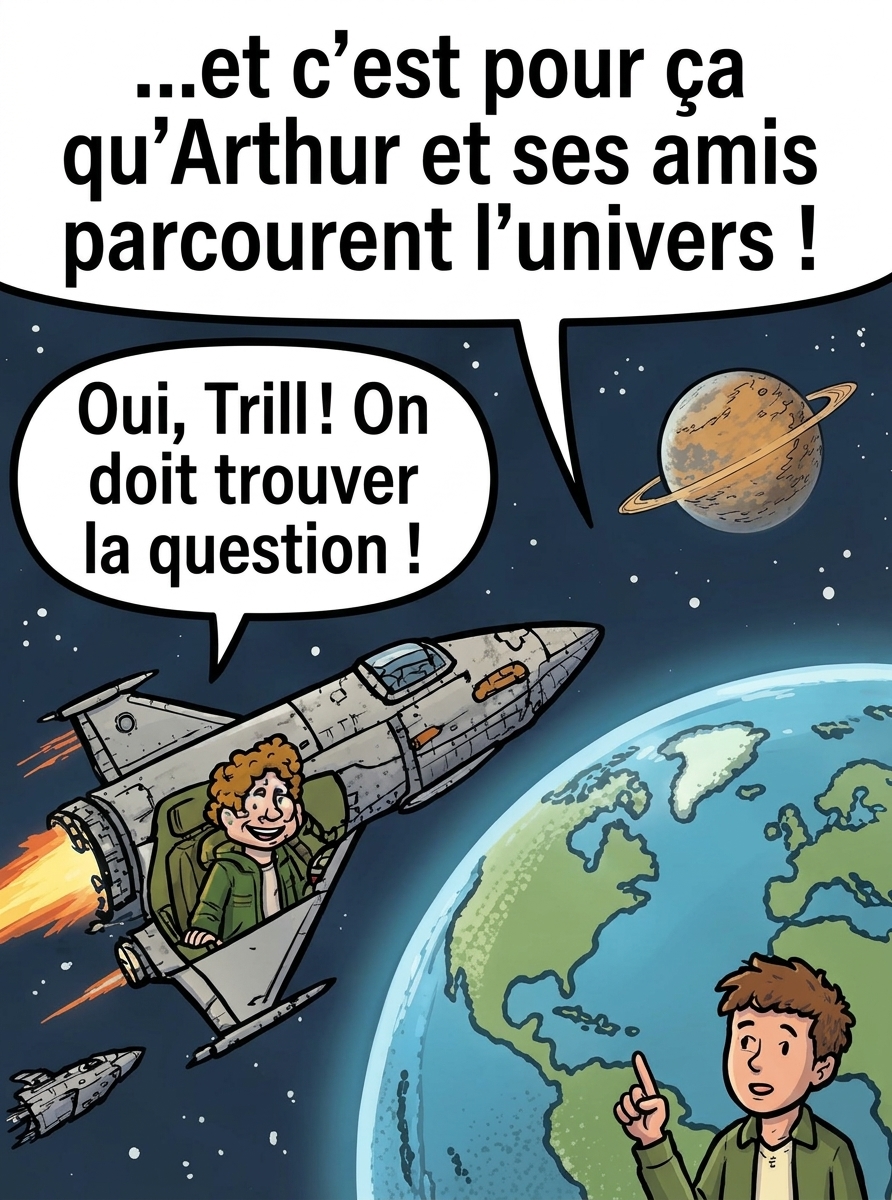 ...et c’est pour ça
qu’Arthur et ses amis
parcourent l’univers !
Oui, Trill ! On
doit trouver
la question !